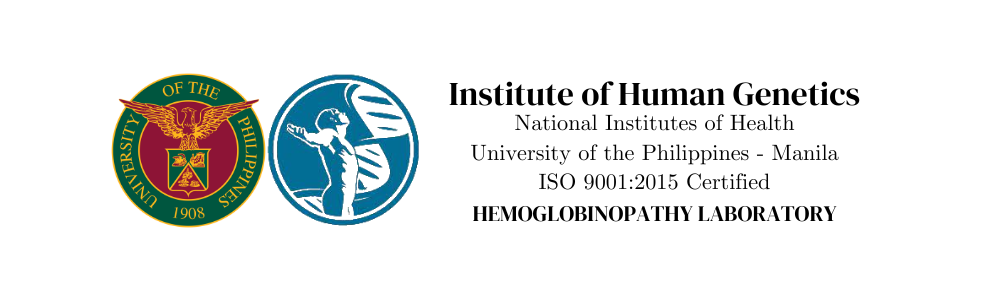 UNIVERSITY OF THE PHILIPPINES
1908
Institute of Human Genetics
National Institutes of Health
University of the Philippines - Manila
ISO 9001:2015 Certified
HEMOGLOBINOPATHY LABORATORY